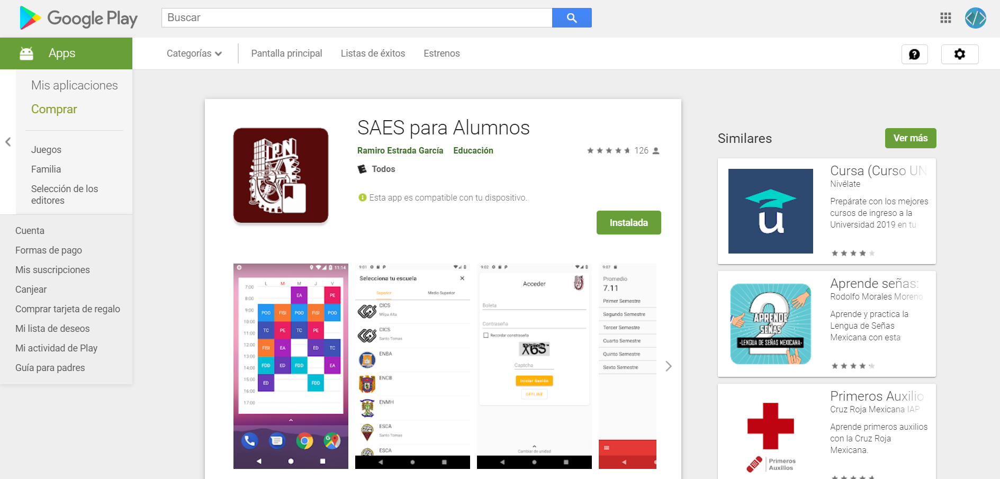 Google Play
Buscar
Apps
Categorías
Pantalla principal
Listas de éxitos
Estrenos
Mis aplicaciones
Comprar
Juegos
Familia
Selección de los
editores
Cuenta
Formas de pago
Mis suscripciones
Canjear
Comprar tarjeta de regalo
Mi lista de deseos
Mi actividad de Play
Guía para padres
IPN
SAES para Alumnos
Ramiro Estrada García Educación
126
E Todos
Esta app es compatible con tu dispositivo.
Instalada
11:14
L M M J V
7:00
EA PE
8:00
9:00
POO FISI POO FISI POO
10:00
TC PE TC PE
11:00
12:00
FISI EA ED TC
13:00
FDD ED FDD EA
14:00
15:00
ED FDD
16:00
17:00
9:01
Selecciona tu escuela
Superior Medio Superior
CICS
Milpa Alta
CICS
Santo Tomas
ENBA
ENCB
ENMH
ESCA
Santo Tomas
ESCA
9:02
Acceder
Boleta
Contraseña
Recordar constraseña
X6S
Captcha
Iniciar Sesión
OFFLINE
Cambiar de unidad
9:07
Promedio
7.11
Primer Semestre
Segundo Semestre
Tercer Semestre
Cuarto Semestre
Quinto Semestre
Sexto Semestre
Similares
Ver más
u
Cursa (Curso UN
Nivélate
Prepárate con los mejores
cursos de ingreso a la
Universidad 2019 en tu
2
APRENDE
SEÑAS
·LENGUA DE SEÑAS MEXICANA·
Aprende señas:
Rodolfo Morales Moreno
Aprende y practica la
Lengua de Señas
Mexicana con esta
Primeros
Auxilios
Primeros Auxilio
Cruz Roja Mexicana IAP
Aprende primeros auxilios
con la Cruz Roja
Mexicana.